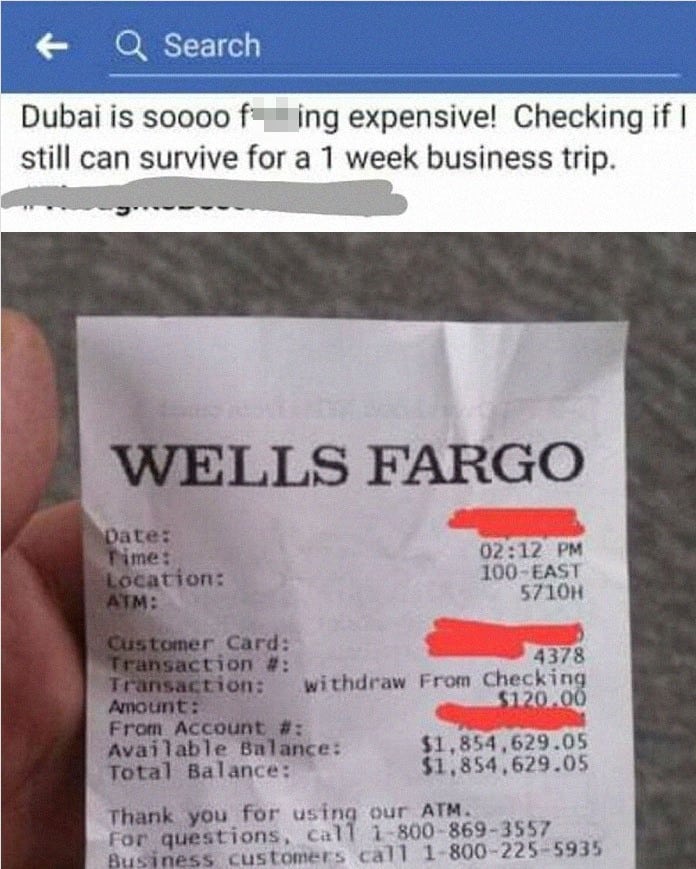 Search
Dubai is soooo f ing expensive! Checking if I
still can survive for a 1 week business trip.
WELLS FARGO
Date:
Time: 02:12 PM
Location: 100-EAST
ATM: 5710H
Customer Card:
Transaction #: 4378
Transaction: withdraw From Checking
Amount: $120.00
From Account #:
Available Balance: $1,854,629.05
Total Balance: $1,854,629.05
Thank you for using our ATM.
For questions, call 1-800-869-3557
Business customers call 1-800-225-5935